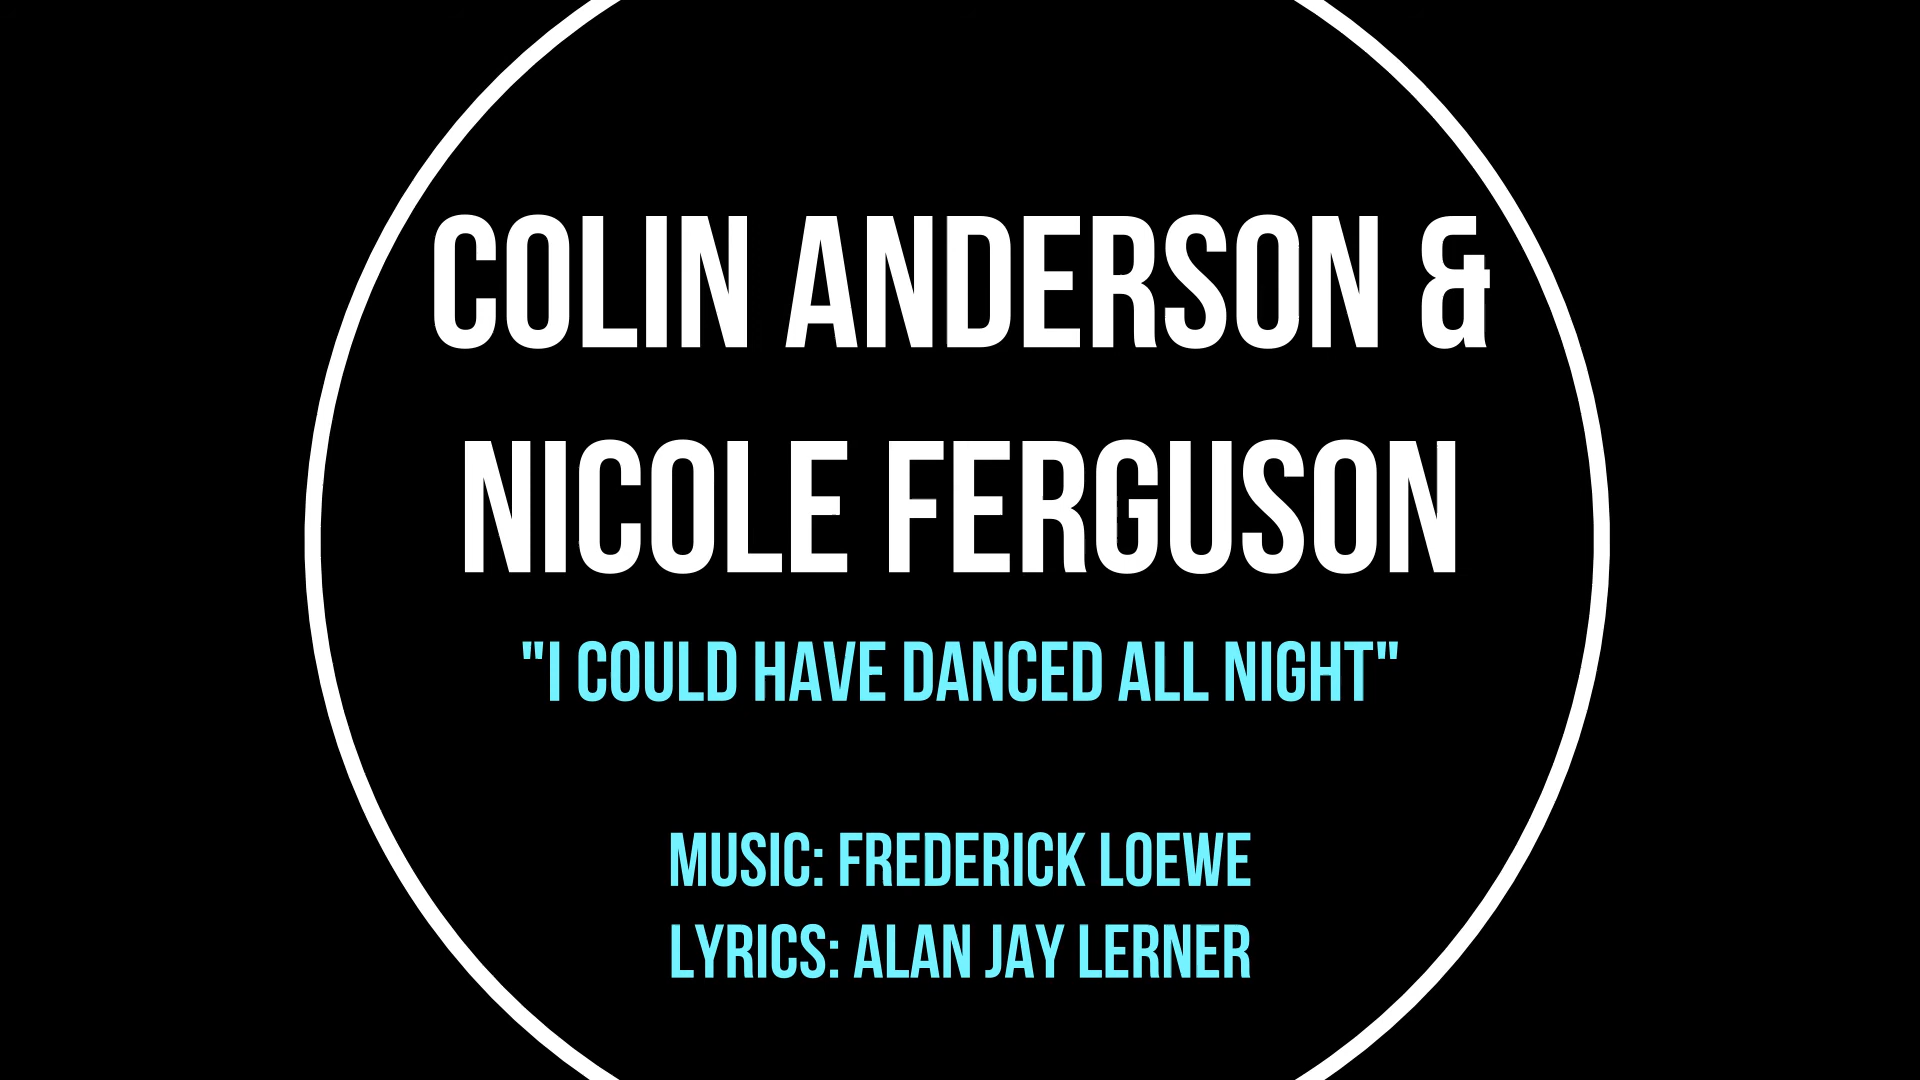 COLIN ANDERSON &
NICOLE FERGUSON
"I COULD HAVE DANCED ALL NIGHT"
MUSIC: FREDERICK LOEWE
LYRICS: ALAN JAY LERNER